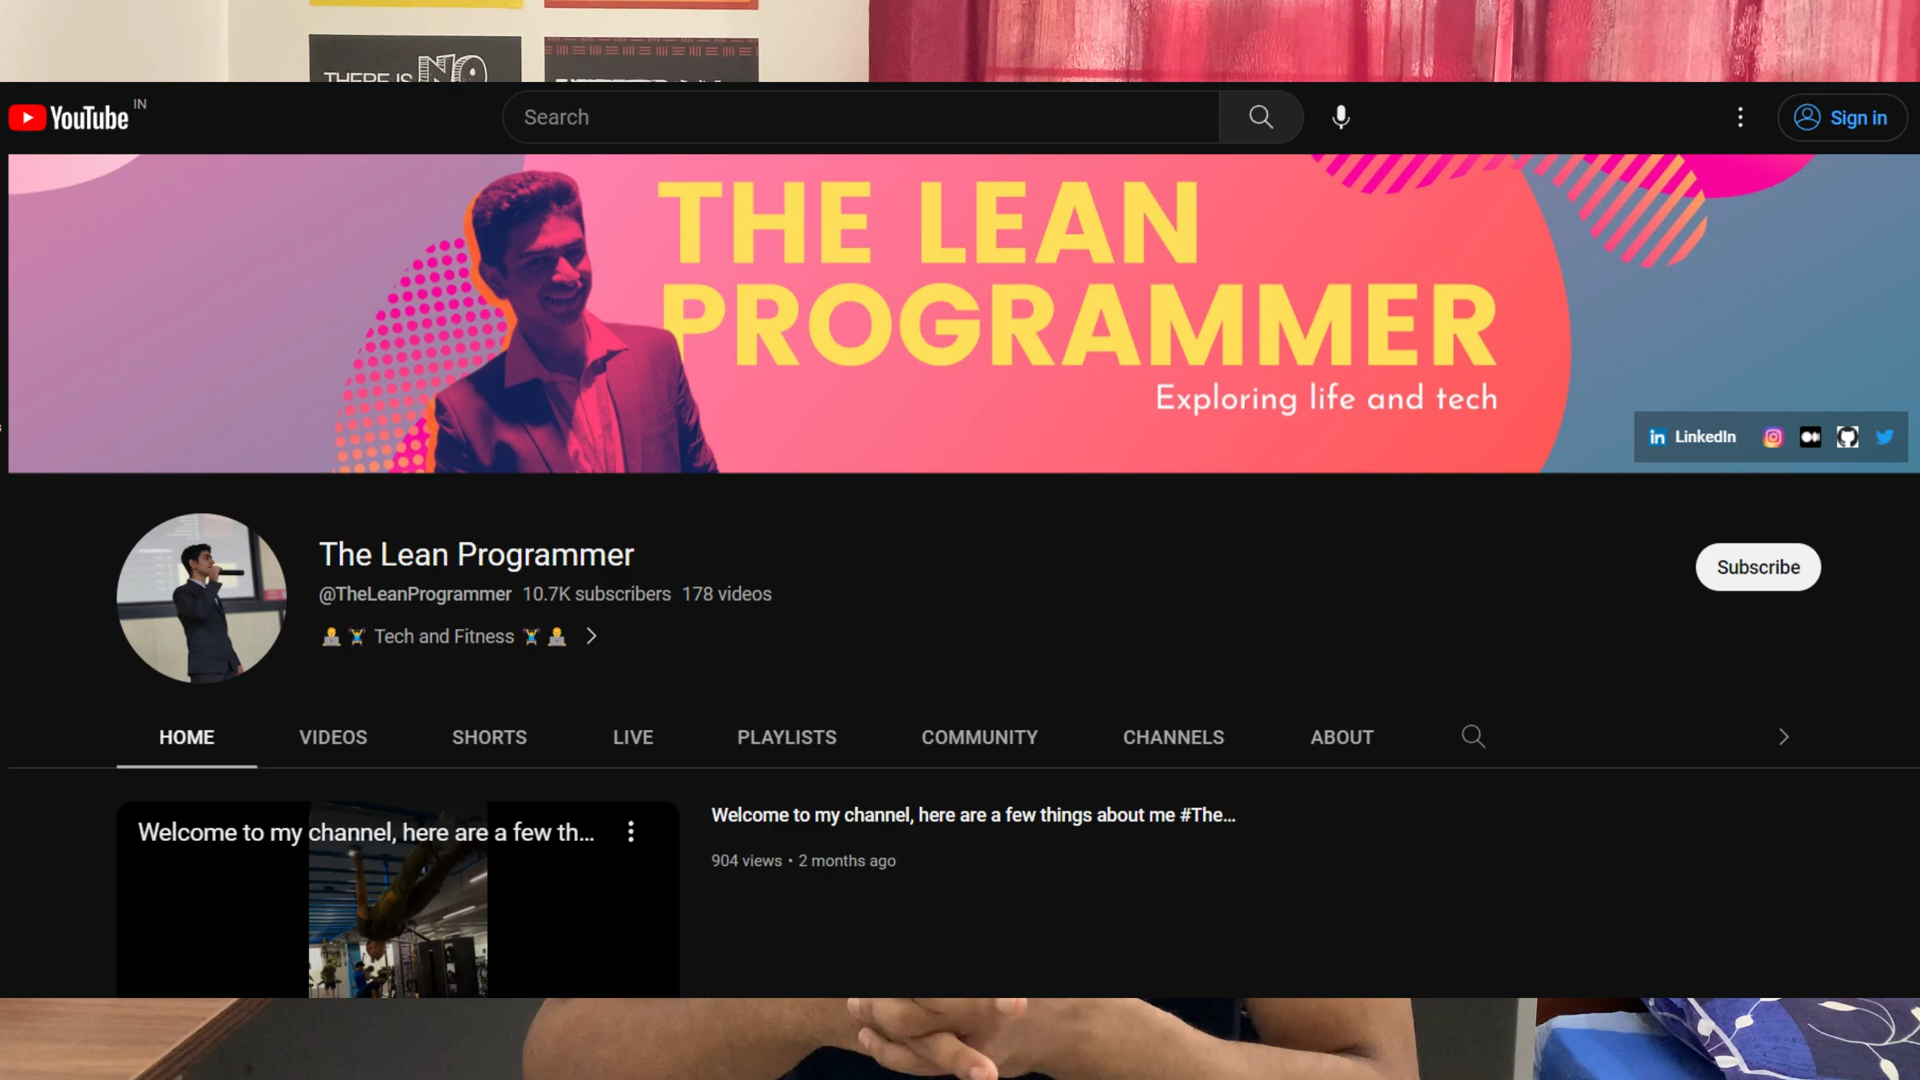 THERE IS NO
YouTube IN
Search
Sign in
THE LEAN
PROGRAMMER
Exploring life and tech
LinkedIn
The Lean Programmer
@TheLeanProgrammer 10.7K subscribers 178 videos
Tech and Fitness
Subscribe
HOME VIDEOS SHORTS LIVE PLAYLISTS COMMUNITY CHANNELS ABOUT
Welcome to my channel, here are a few th...
Welcome to my channel, here are a few things about me #The...
904 views • 2 months ago